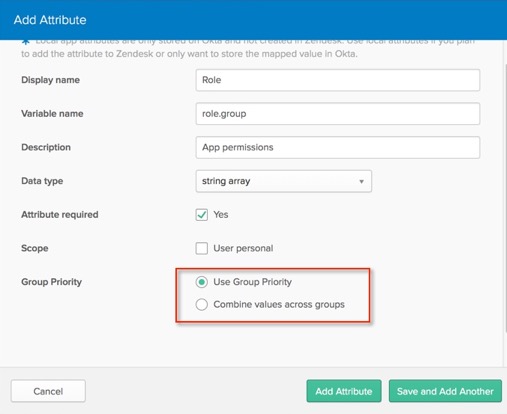 Add Attribute
Local app attributes are only stored on Okta and not created in Zendesk. Use local attributes if you plan
to add the attribute to Zendesk or only want to store the mapped value in Okta.
Display name
Role
Variable name
role.group
Description
App permissions
Data type
string array
Attribute required
Yes
Scope
User personal
Group Priority
Use Group Priority
Combine values across groups
Cancel
Add Attribute
Save and Add Another